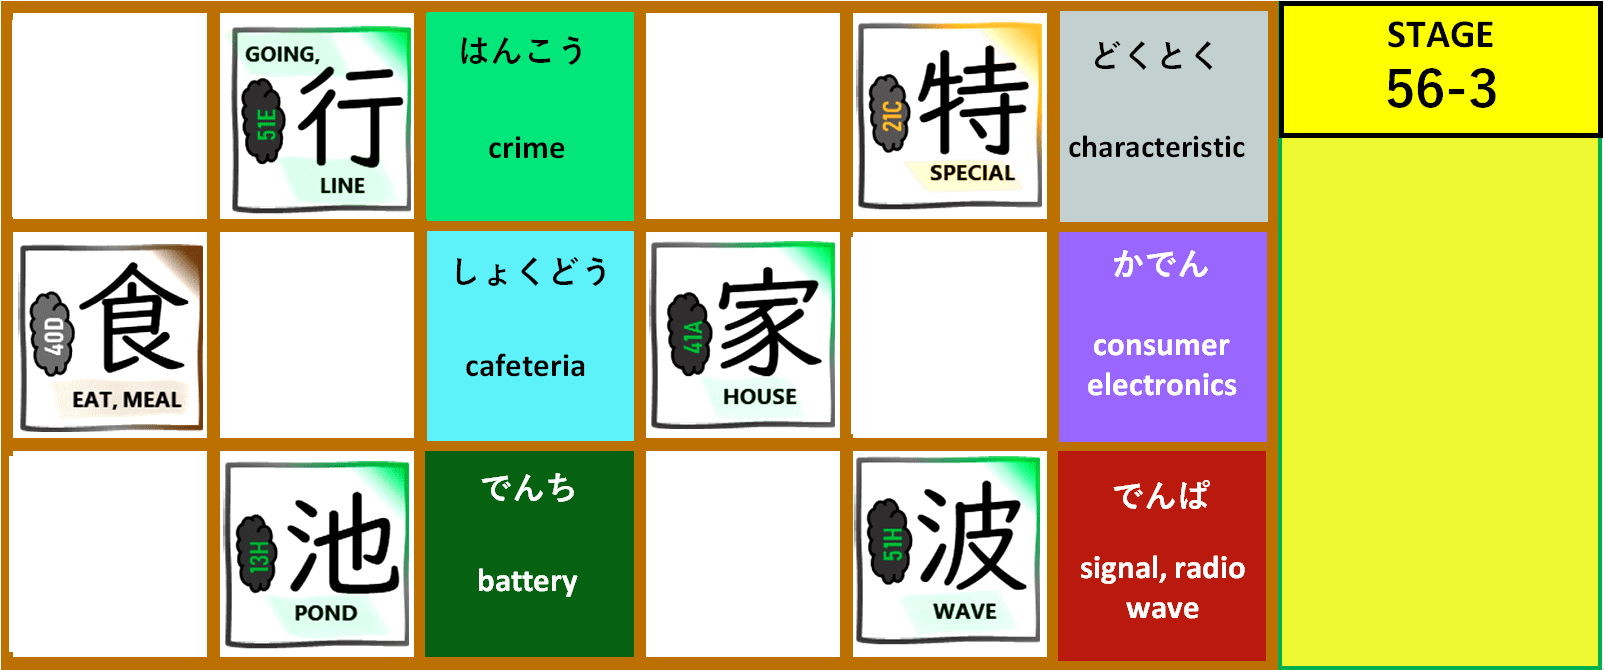 GOING,
51E
行
LINE
はんこう
crime
21C
特
SPECIAL
どくとく
characteristic
STAGE
56-3
40D
食
EAT, MEAL
しょくどう
cafeteria
41A
家
HOUSE
かでん
consumer
electronics
13H
池
POND
でんち
battery
51H
波
WAVE
でんぱ
signal, radio
wave